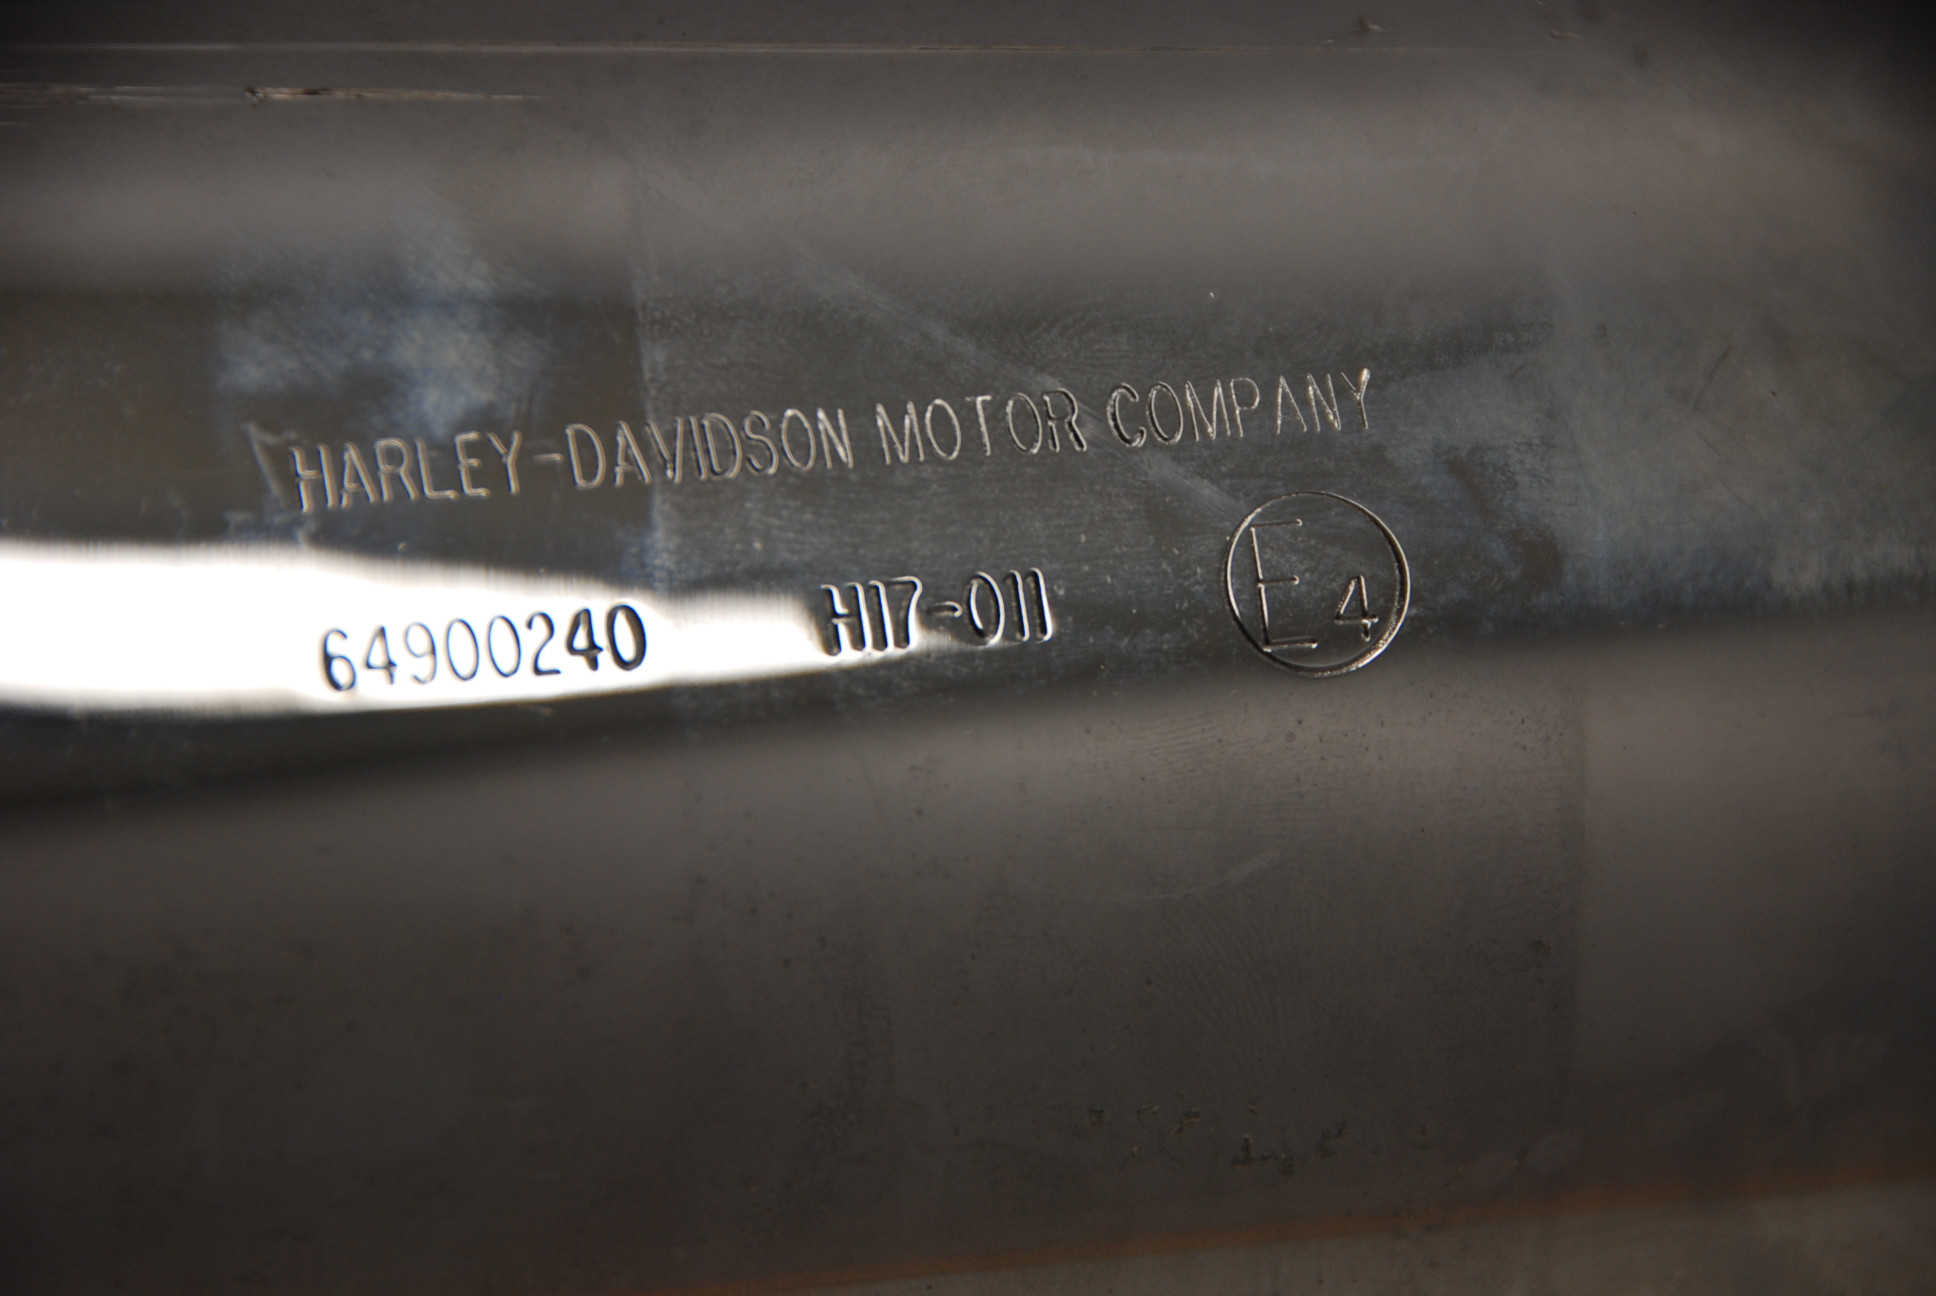 HARLEY-DAVIDSON MOTOR COMPANY
64900240 H17-011 E4